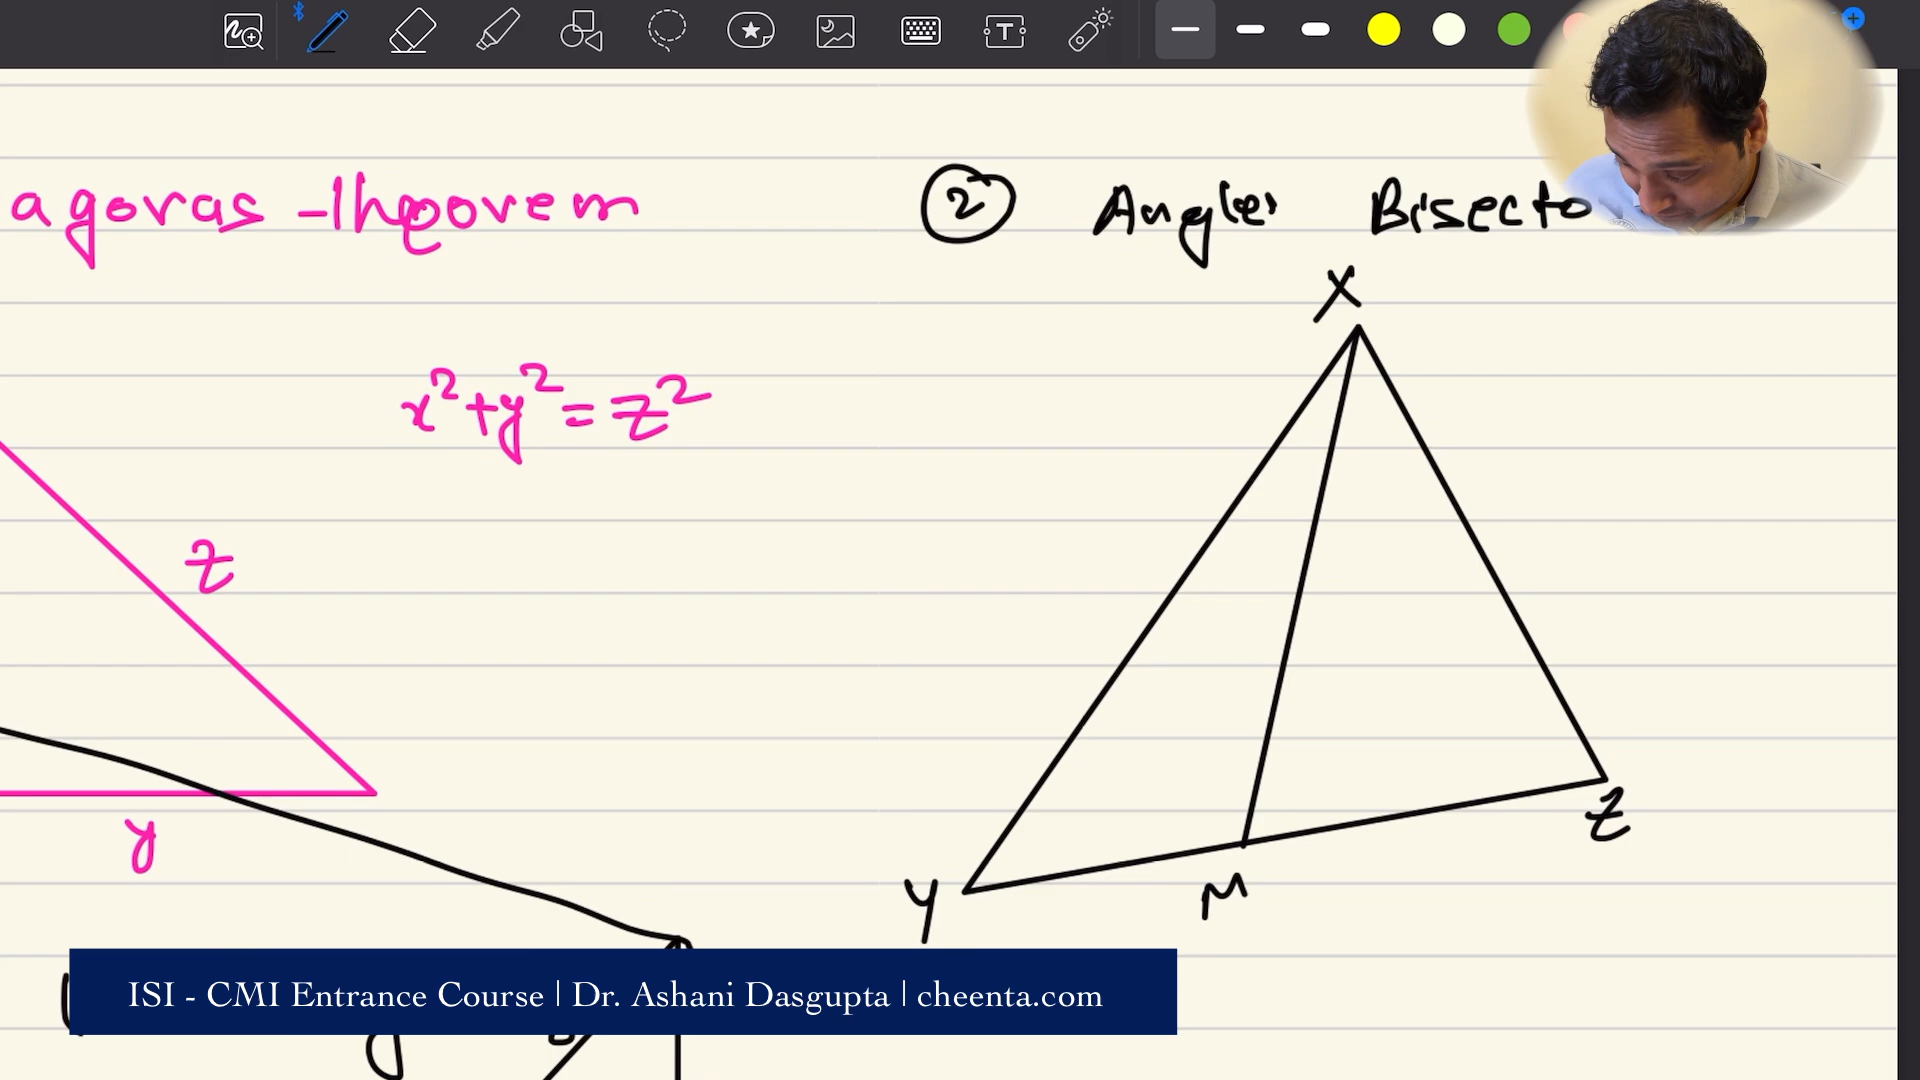 agoras Theorem
② Angle Bisecto
X
x²+y²=z²
z
y
Z
Y
M
ISI - CMI Entrance Course | Dr. Ashani Dasgupta | cheenta.com
T